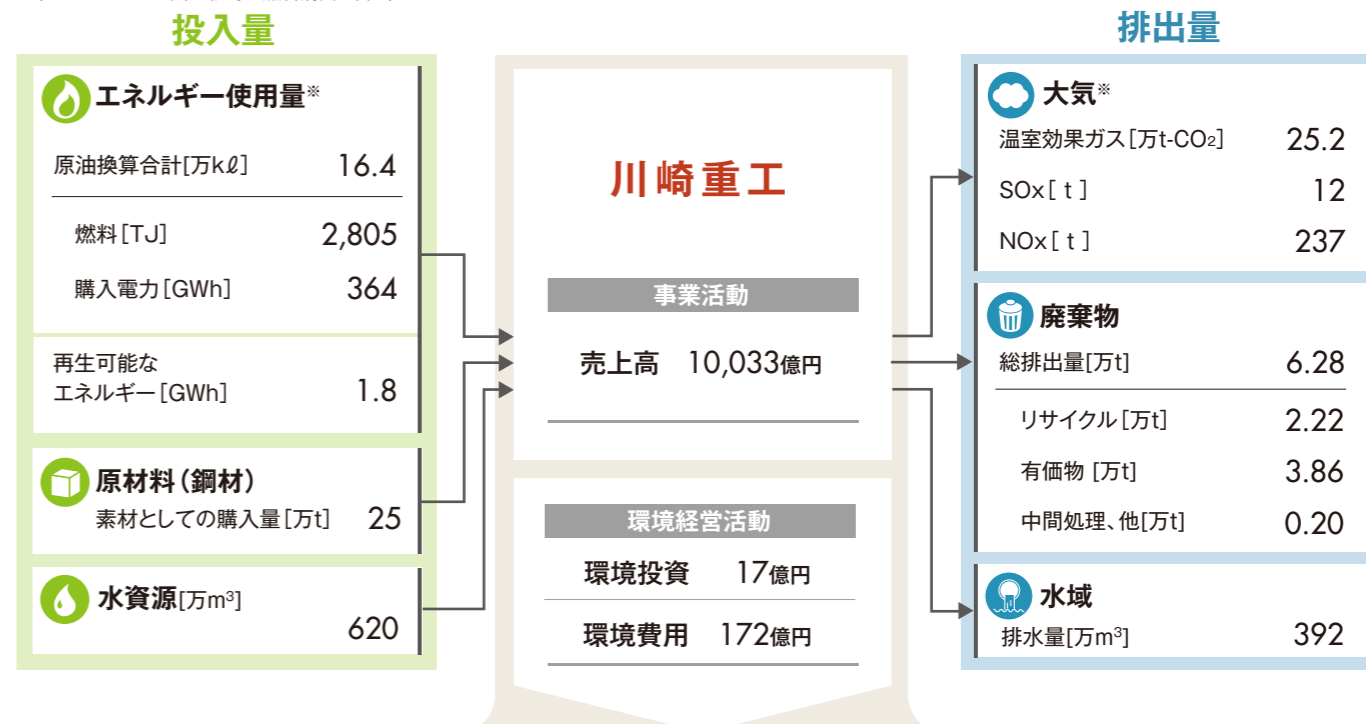 投入量
エネルギー使用量※
原油換算合計[万kℓ] 16.4
燃料[TJ] 2,805
購入電力[GWh] 364
再生可能な
エネルギー[GWh] 1.8
原材料(鋼材)
素材としての購入量[万t] 25
水資源[万m³]
620
川崎重工
事業活動
売上高 10,033億円
環境経営活動
環境投資 17億円
環境費用 172億円
排出量
大気※
温室効果ガス[万t-CO₂] 25.2
SOx[ t ] 12
NOx[ t ] 237
廃棄物
総排出量[万t] 6.28
リサイクル[万t] 2.22
有価物 [万t] 3.86
中間処理、他[万t] 0.20
水域
排水量[万m³] 392